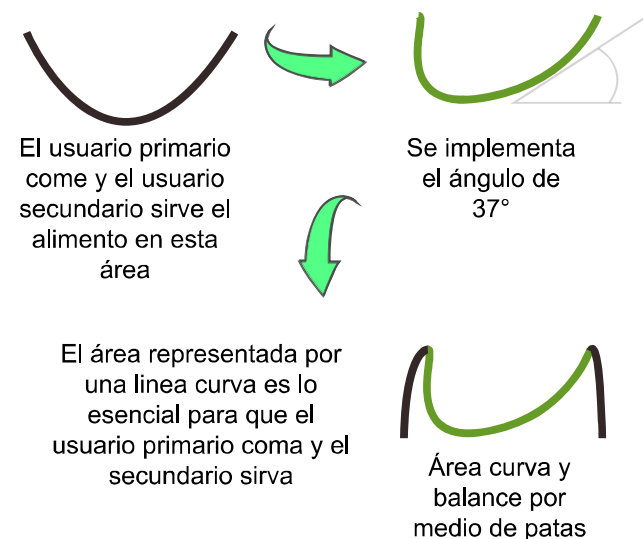 El usuario primario
come y el usuario
secundario sirve el
alimento en esta
área
Se implementa
el ángulo de
37°
El área representada por
una linea curva es lo
esencial para que el
usuario primario coma y el
secundario sirva
Área curva y
balance por
medio de patas